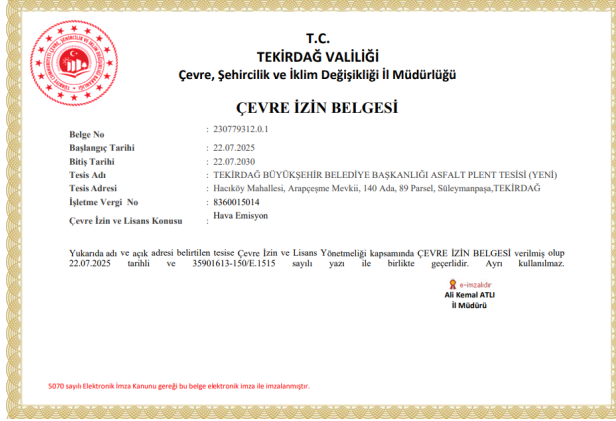 T.C.
TEKİRDAĞ VALİLİĞİ
Çevre, Şehircilik ve İklim Değişikliği İl Müdürlüğü
ÇEVRE İZİN BELGESİ
Belge No : 230779312.0.1
Başlangıç Tarihi : 22.07.2025
Bitiş Tarihi : 22.07.2030
Tesis Adı : TEKİRDAĞ BÜYÜKŞEHİR BELEDİYE BAŞKANLIĞI ASFALT PLENT TESİSİ (YENİ)
Tesis Adresi : Hacıköy Mahallesi, Arapçeşme Mevkii, 140 Ada, 89 Parsel, Süleymanpaşa,TEKİRDAĞ
İşletme Vergi No : 8360015014
Çevre İzin ve Lisans Konusu : Hava Emisyon
Yukarıda adı ve açık adresi belirtilen tesise Çevre İzin ve Lisans Yönetmeliği kapsamında ÇEVRE İZİN BELGESİ verilmiş olup
22.07.2025 tarihli ve 35901613-150/E.1515 sayılı yazı ile birlikte geçerlidir. Ayrı kullanılmaz.
e-imzalıdır
Ali Kemal ATLI
İl Müdürü
5070 sayılı Elektronik İmza Kanunu gereği bu belge elektronik imza ile imzalanmıştır.